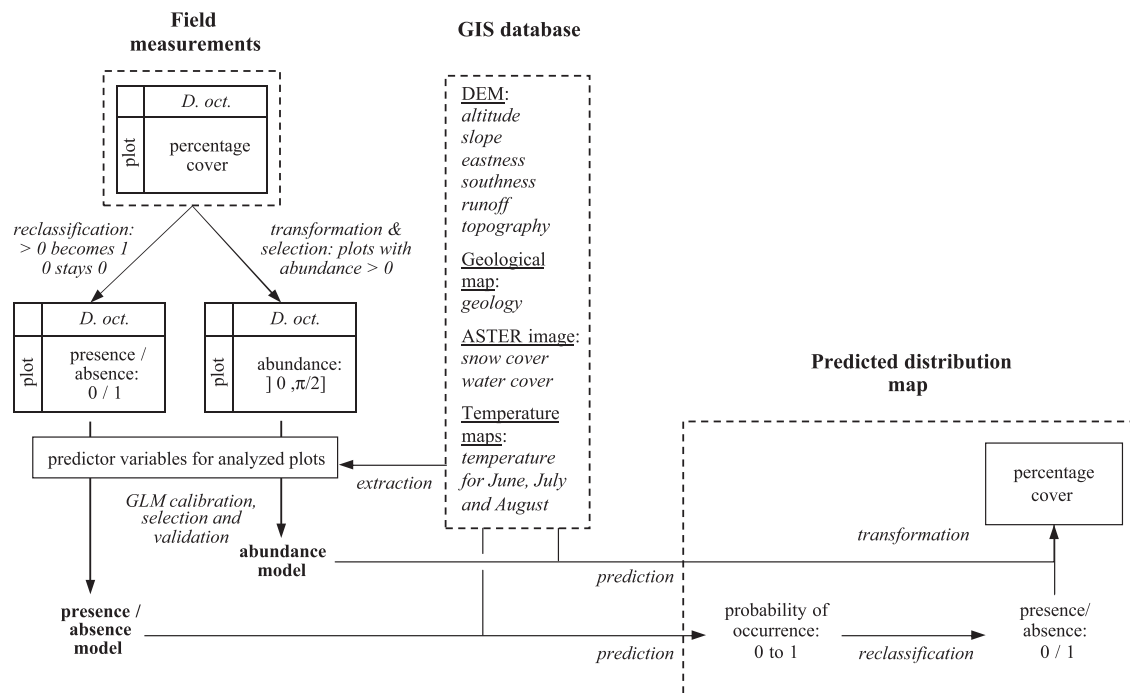 Field
measurements
D. oct.
plot
percentage
cover
reclassification:
> 0 becomes 1
0 stays 0
transformation &
selection: plots with
abundance > 0
D. oct.
plot
presence /
absence:
0 / 1
D. oct.
plot
abundance:
] 0 ,π/2]
predictor variables for analyzed plots
extraction
GLM calibration,
selection and
validation
abundance
model
presence /
absence
model
GIS database
DEM:
altitude
slope
eastness
southness
runoff
topography
Geological
map:
geology
ASTER image:
snow cover
water cover
Temperature
maps:
temperature
for June, July
and August
Predicted distribution
map
percentage
cover
transformation
prediction
prediction
probability of
occurrence:
0 to 1
reclassification
presence/
absence:
0 / 1